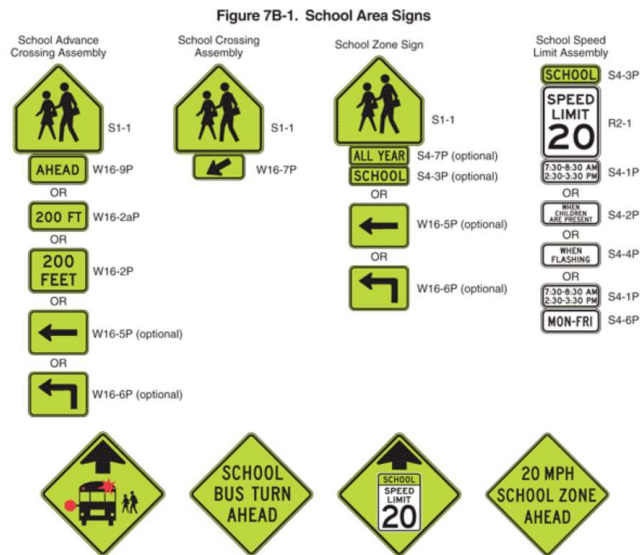 Figure 7B-1. School Area Signs
School Advance
Crossing Assembly
S1-1
AHEAD
W16-9P
OR
200 FT
W16-2aP
OR
200
FEET
W16-2P
OR
W16-5P (optional)
OR
W16-6P (optional)
School Crossing
Assembly
S1-1
W16-7P
School Zone Sign
S1-1
ALL YEAR
S4-7P (optional)
SCHOOL
S4-3P (optional)
OR
W16-5P (optional)
OR
W16-6P (optional)
School Speed
Limit Assembly
SCHOOL
S4-3P
SPEED
LIMIT
20
R2-1
7:30-8:30 AM
2:30-3:30 PM
S4-1P
OR
WHEN
CHILDREN
ARE PRESENT
S4-2P
OR
WHEN
FLASHING
S4-4P
OR
7:30-8:30 AM
2:30-3:30 PM
S4-1P
MON-FRI
S4-6P
SCHOOL
BUS TURN
AHEAD
SCHOOL
SPEED
LIMIT
20
20 MPH
SCHOOL ZONE
AHEAD